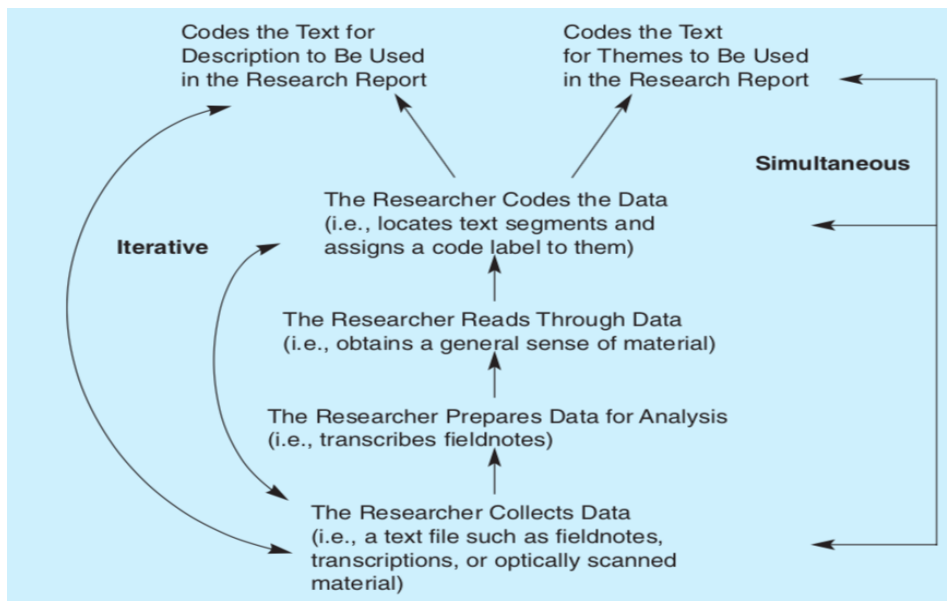 Codes the Text for
Description to Be Used
in the Research Report
Codes the Text
for Themes to Be Used
in the Research Report
Simultaneous
The Researcher Codes the Data
(i.e., locates text segments and
assigns a code label to them)
Iterative
The Researcher Reads Through Data
(i.e., obtains a general sense of material)
The Researcher Prepares Data for Analysis
(i.e., transcribes fieldnotes)
The Researcher Collects Data
(i.e., a text file such as fieldnotes,
transcriptions, or optically scanned
material)